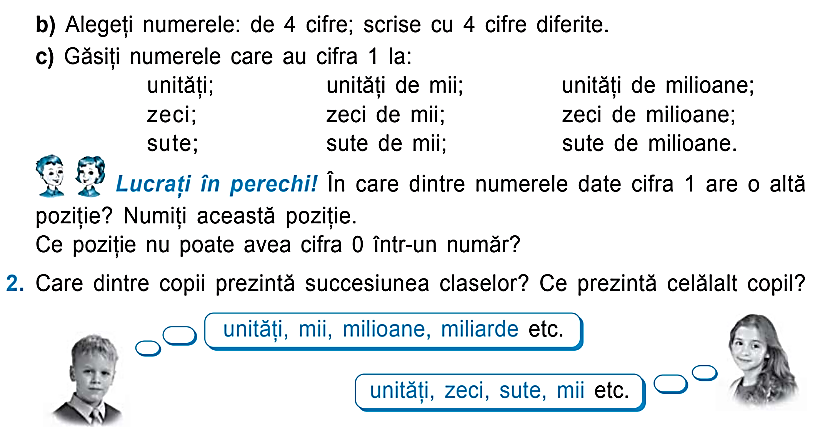 b) Alegeți numerele: de 4 cifre; scrise cu 4 cifre diferite.
c) Găsiți numerele care au cifra 1 la:
unități; unități de mii; unități de milioane;
zeci; zeci de mii; zeci de milioane;
sute; sute de mii; sute de milioane.
Lucrați în perechi! În care dintre numerele date cifra 1 are o altă
poziție? Numiți această poziție.
Ce poziție nu poate avea cifra 0 într-un număr?
2. Care dintre copii prezintă succesiunea claselor? Ce prezintă celălalt copil?
unități, mii, milioane, miliarde etc.
unități, zeci, sute, mii etc.